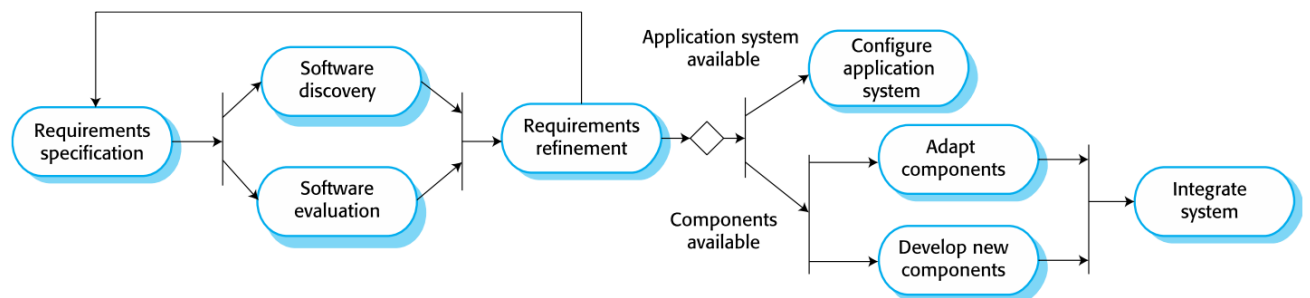 Requirements
specification
Software
discovery
Software
evaluation
Requirements
refinement
Application system
available
Configure
application
system
Components
available
Adapt
components
Develop new
components
Integrate
system